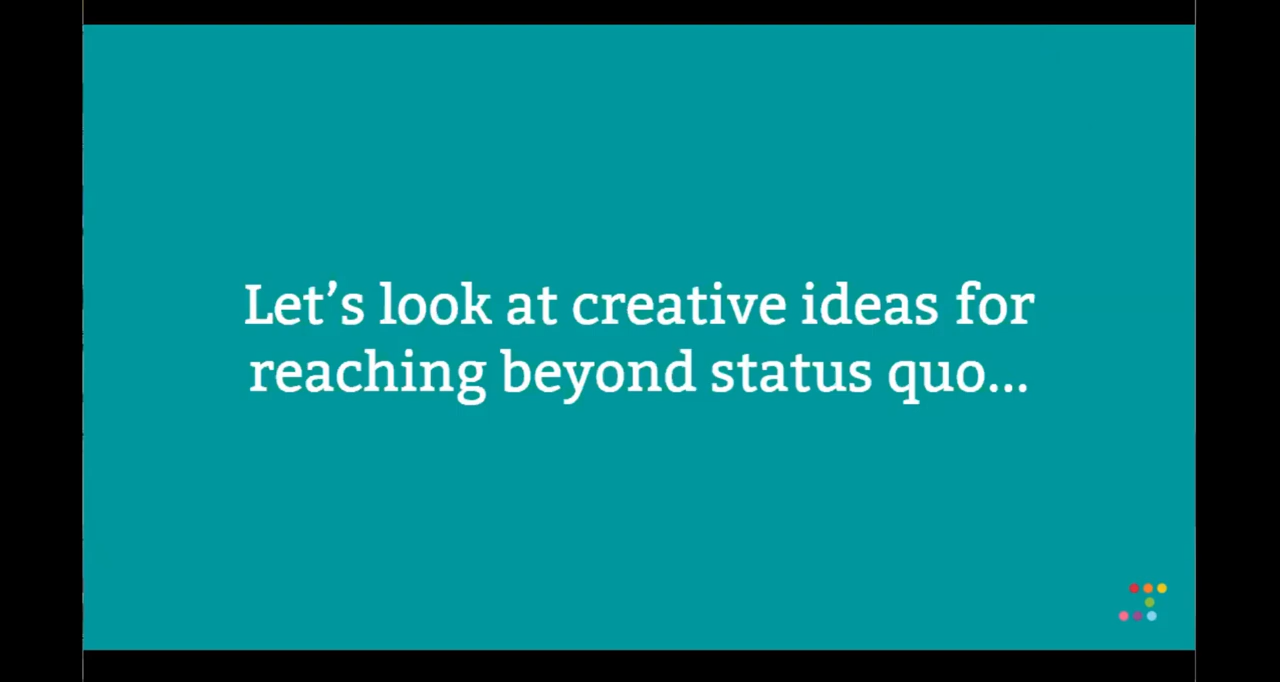 Let’s look at creative ideas for
reaching beyond status quo...